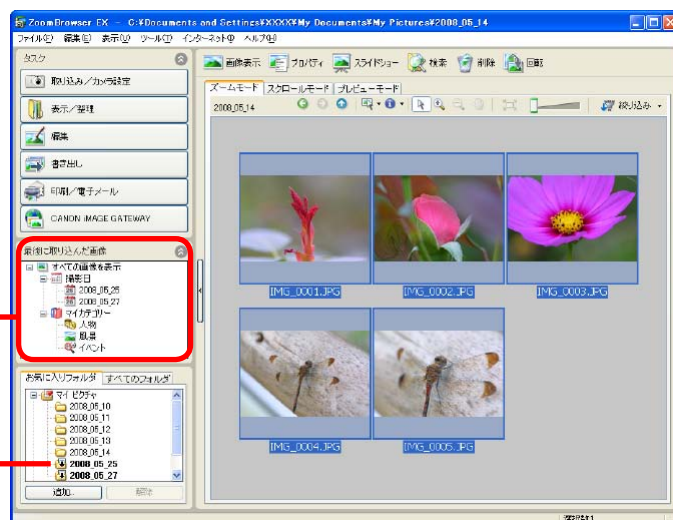 ZoomBrowser EX - C:¥Documents and Settings¥XXXX¥My Documents¥My Pictures¥2008_05_14
ファイル(F) 編集(E) 表示(V) ツール(T) インターネット(N) ヘルプ(H)
タスク
取り込み/カメラ設定
表示/整理
編集
書き出し
印刷/電子メール
CANON iMAGE GATEWAY
最後に取り込んだ画像
すべての画像を表示
撮影日
2008_05_25
2008_05_27
マイカテゴリー
人物
風景
イベント
お気に入りフォルダ すべてのフォルダ
マイ ピクチャ
2008_05_10
2008_05_11
2008_05_12
2008_05_13
2008_05_14
2008_05_25
2008_05_27
追加... 解除
画像表示 プロパティ スライドショー 検索 削除 回転
ズームモード スクロールモード プレビューモード
2008_05_14 絞り込み
IMG_0001.JPG IMG_0002.JPG IMG_0003.JPG
IMG_0004.JPG IMG_0005.JPG